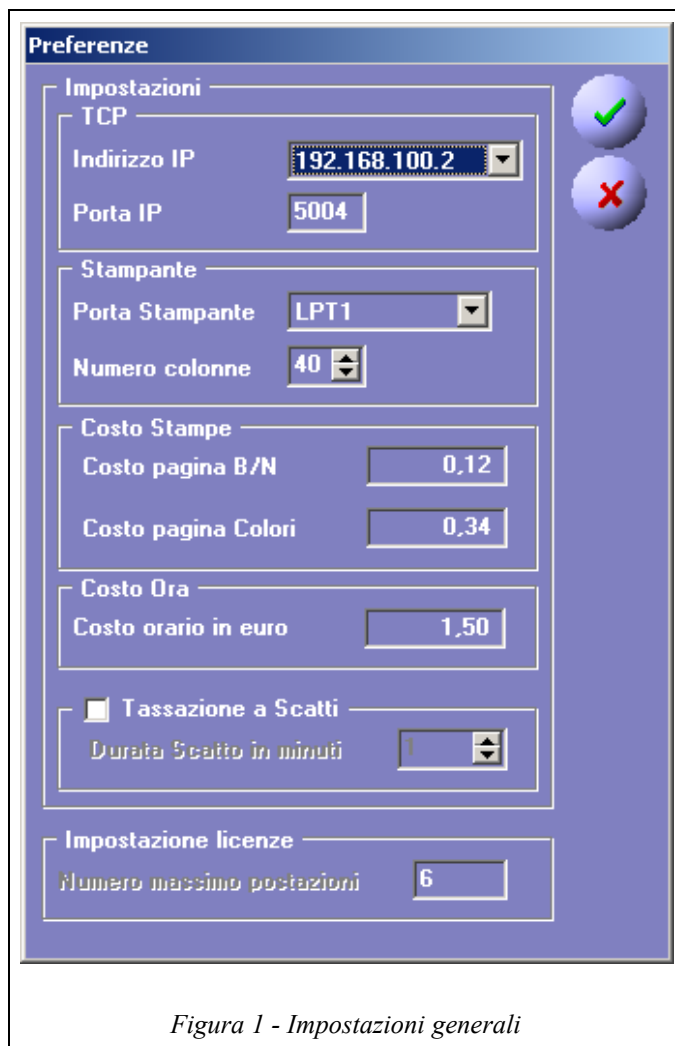 Preferenze
Impostazioni
TCP
Indirizzo IP 192.168.100.2
Porta IP 5004
Stampante
Porta Stampante LPT1
Numero colonne 40
Costo Stampe
Costo pagina B/N 0,12
Costo pagina Colori 0,34
Costo Ora
Costo orario in euro 1,50
Tassazione a Scatti
Durata Scatto in minuti 1
Impostazione licenze
Numero massimo postazioni 6
Figura 1 - Impostazioni generali